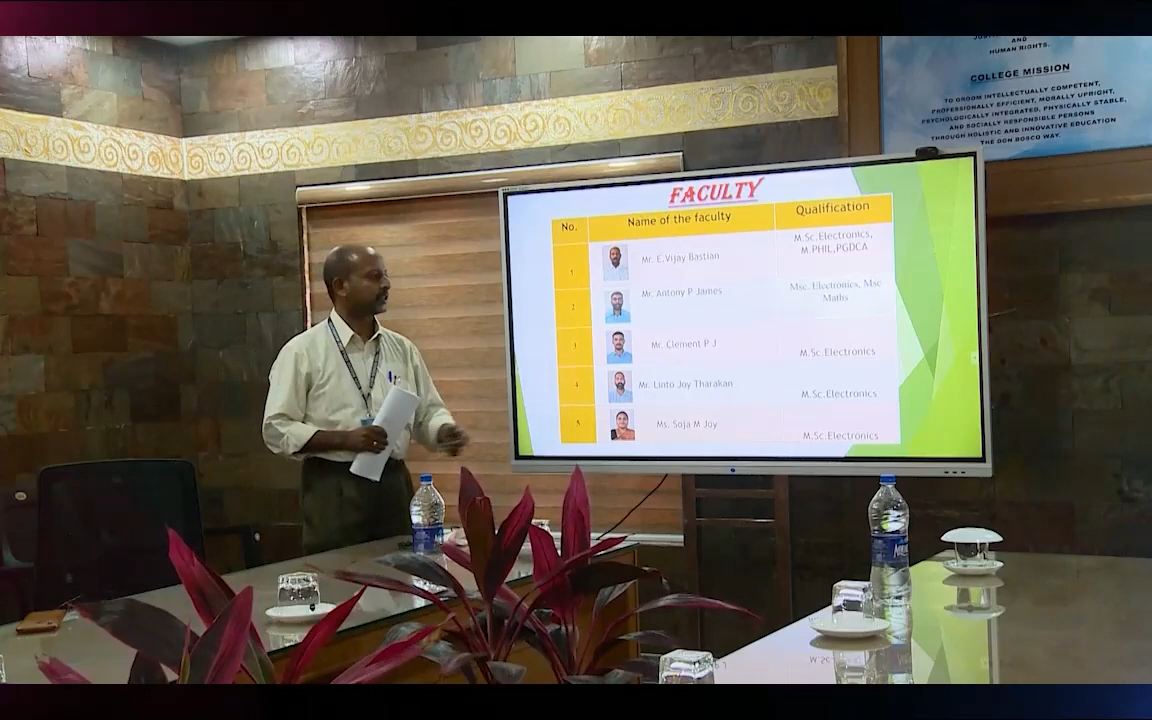 AND
HUMAN RIGHTS.
COLLEGE MISSION
TO GROOM INTELLECTUALLY COMPETENT,
PROFESSIONALLY EFFICIENT, MORALLY UPRIGHT,
PSYCHOLOGICALLY INTEGRATED, PHYSICALLY STABLE,
AND SOCIALLY RESPONSIBLE PERSONS
THROUGH HOLISTIC AND INNOVATIVE EDUCATION
THE DON BOSCO WAY.
FACULTY
No. Name of the faculty Qualification
1 Mr. E.Vijay Bastian M.Sc.Electronics,
M.PHIL,PGDCA
2 Mr. Antony P James Msc. Electronics, Msc
Maths
3 Mr. Clement P J M.Sc.Electronics
4 Mr. Linto Joy Tharakan M.Sc.Electronics
5 Ms. Soja M Joy M.Sc.Electronics